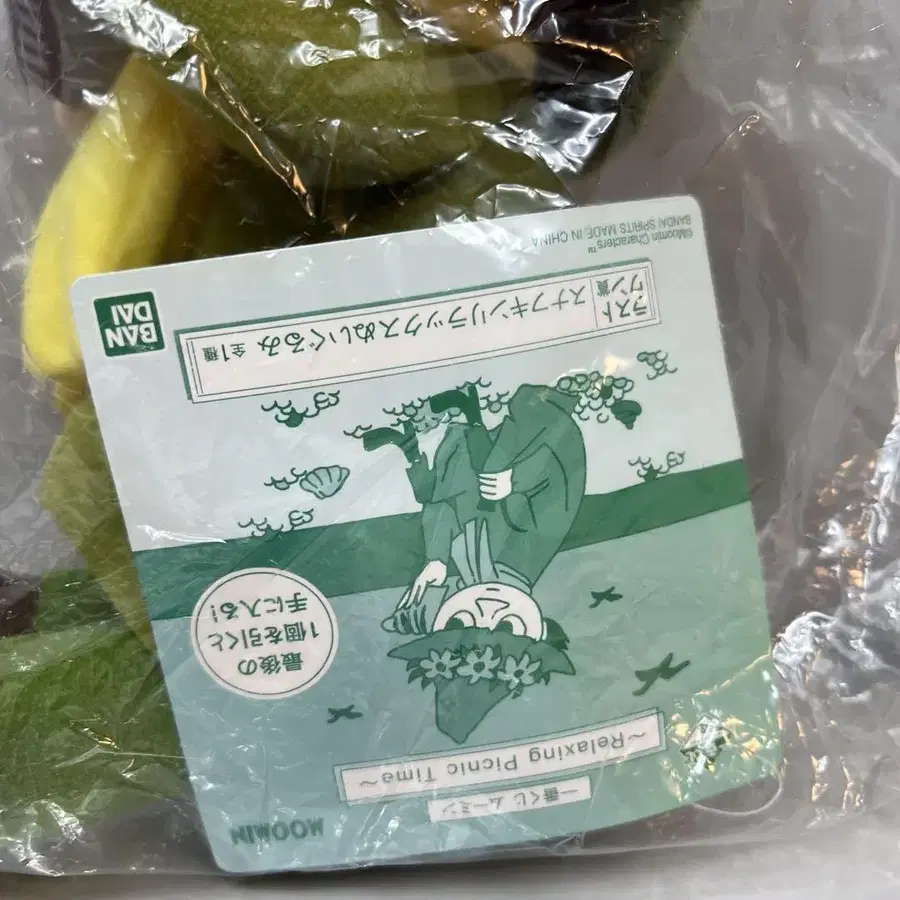 MOOMIN
一番くじ ムーミン
～Relaxing Picnic Time～
最後の
1個を引くと
手に入る!
ラスト
ワン賞
スナフキンリラックスぬいぐるみ 全1種
BAN
DAI
©Moomin Characters™
BANDAI SPIRITS MADE IN CHINA